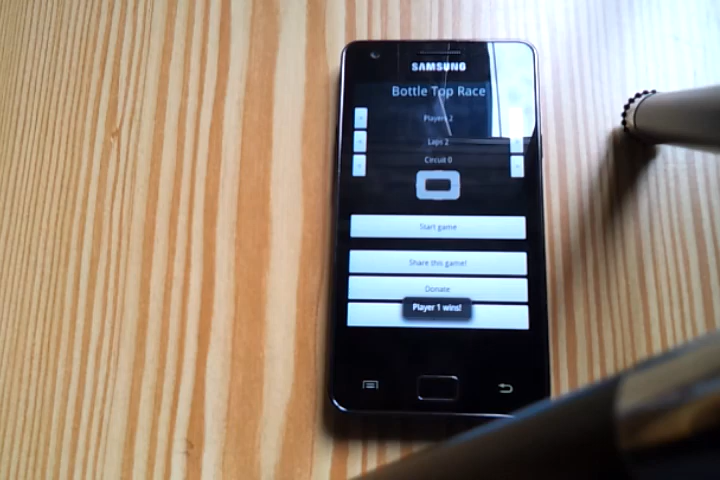 SAMSUNG
Bottle Top Race
Players 2
Laps 2
Circuit 0
Start game
Share this game!
Donate
Player 1 wins!